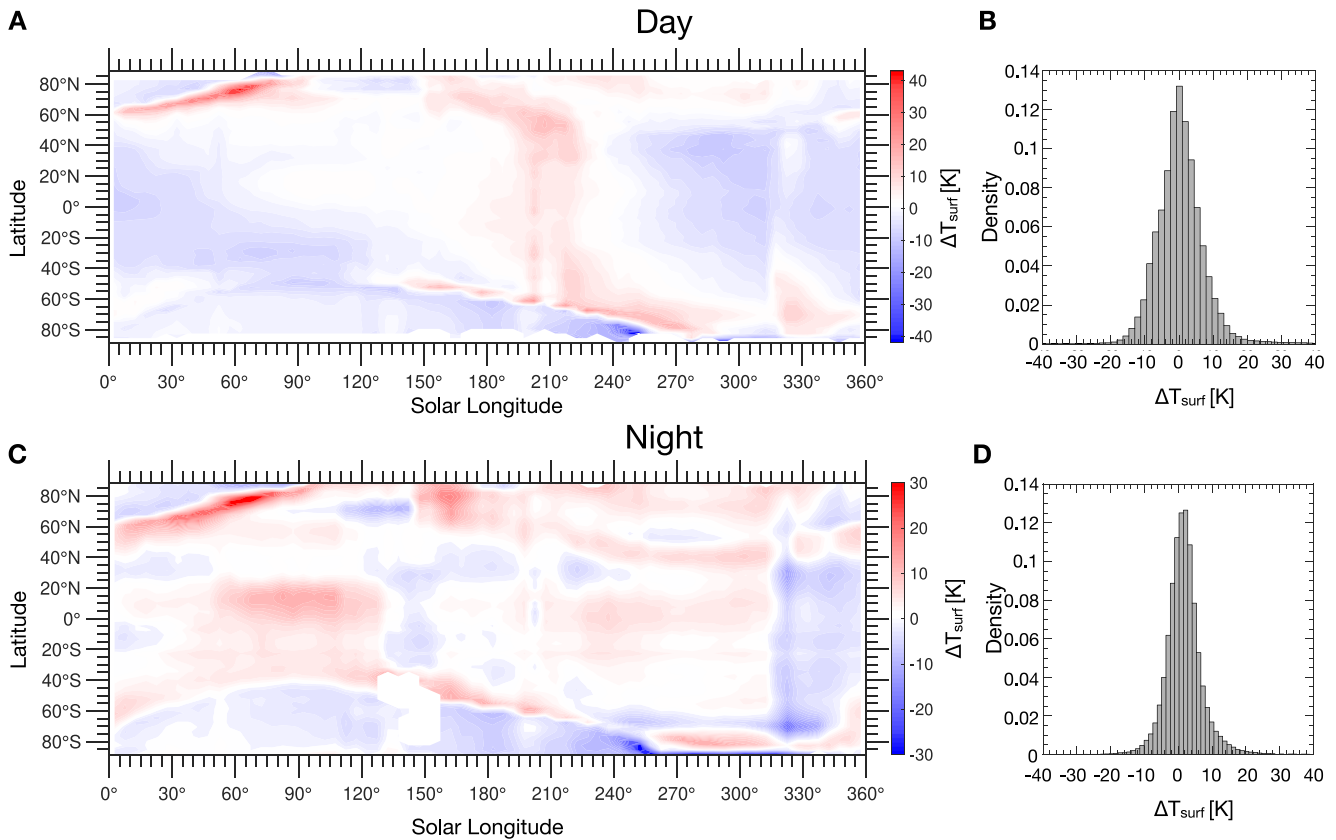 A
Day
B
80°N
60°N
40°N
20°N
0°
20°S
40°S
60°S
80°S
Latitude
0° 30° 60° 90° 120° 150° 180° 210° 240° 270° 300° 330° 360°
Solar Longitude
40
30
20
10
0
-10
-20
-30
-40
ΔTsurf [K]
0.14
0.12
0.1
0.08
0.06
0.04
0.02
0
Density
-40 -30 -20 -10 0 10 20 30 40
ΔTsurf [K]
C
Night
D
80°N
60°N
40°N
20°N
0°
20°S
40°S
60°S
80°S
Latitude
0° 30° 60° 90° 120° 150° 180° 210° 240° 270° 300° 330° 360°
Solar Longitude
30
20
10
0
-10
-20
-30
ΔTsurf [K]
0.14
0.12
0.1
0.08
0.06
0.04
0.02
0
Density
-40 -30 -20 -10 0 10 20 30 40
ΔTsurf [K]